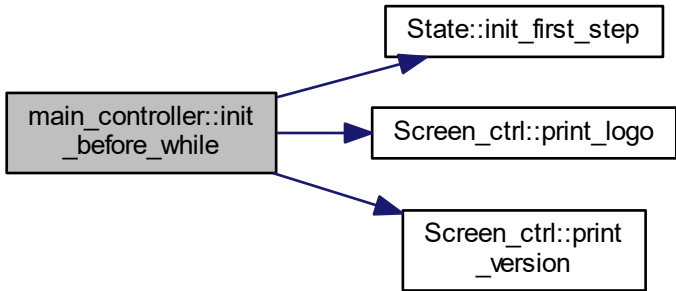 State::init_first_step
main_controller::init
_before_while
Screen_ctrl::print_logo
Screen_ctrl::print
_version